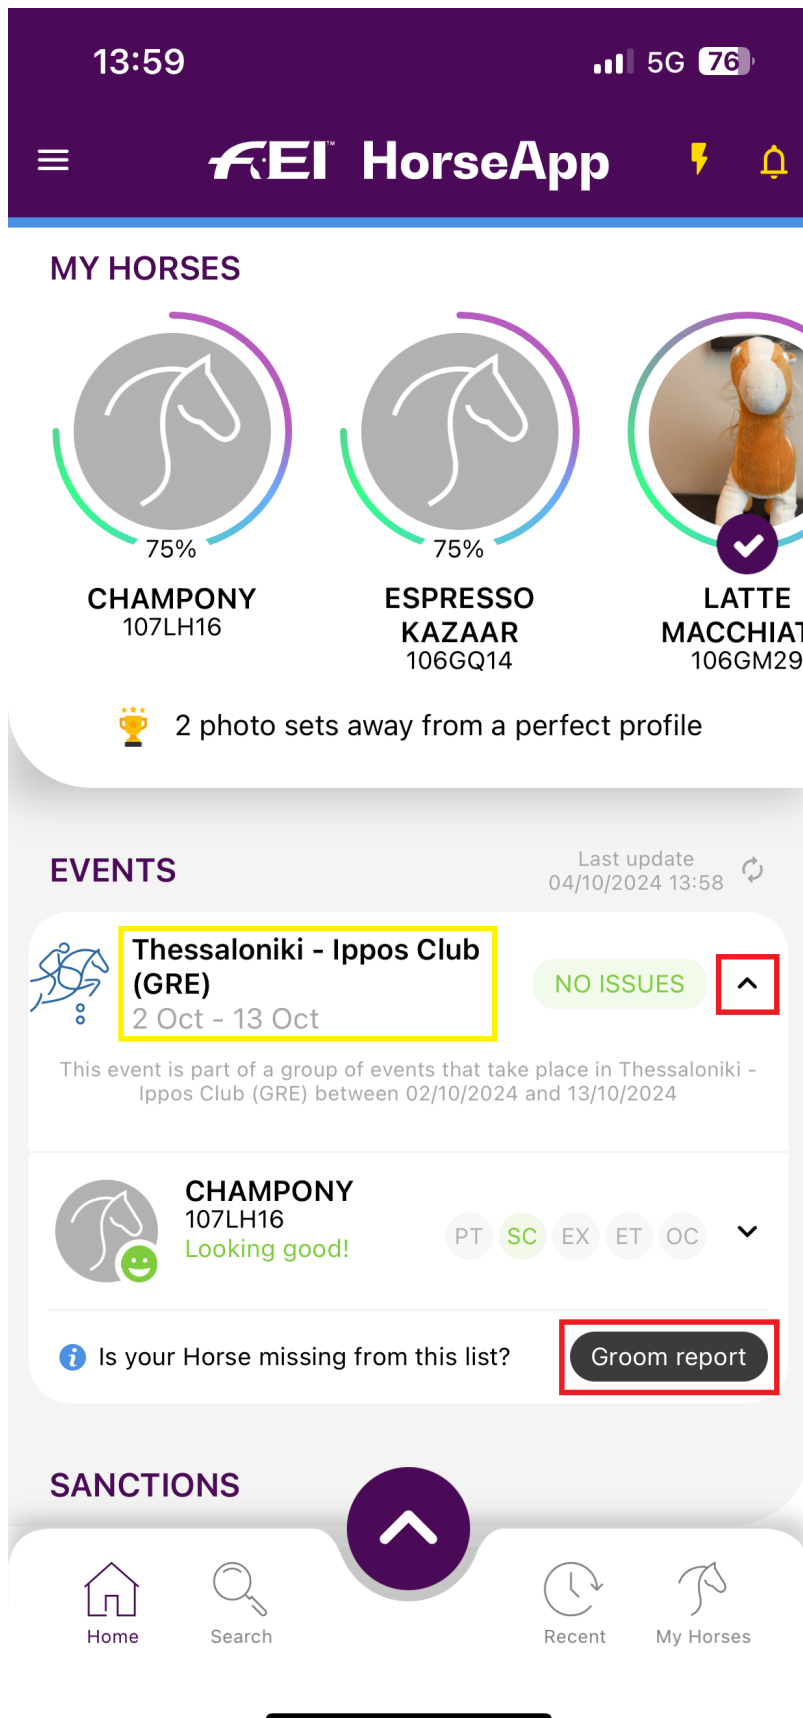 13:59
5G 76
FEI™ HorseApp
MY HORSES
75%
75%
CHAMPONY
107LH16
ESPRESSO
KAZAAR
106GQ14
LATTE
MACCHIAT
106GM29
2 photo sets away from a perfect profile
EVENTS
Last update
04/10/2024 13:58
Thessaloniki - Ippos Club
(GRE)
2 Oct - 13 Oct
NO ISSUES
This event is part of a group of events that take place in Thessaloniki -
Ippos Club (GRE) between 02/10/2024 and 13/10/2024
CHAMPONY
107LH16
Looking good!
PT SC EX ET OC
Is your Horse missing from this list?
Groom report
SANCTIONS
Home
Search
Recent
My Horses